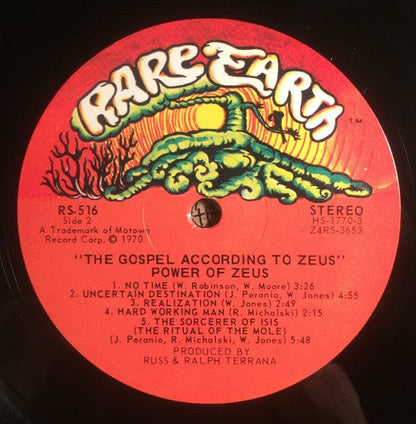 RARE EARTH
TM
RS-516
Side 2
A Trademark of Motown
Record Corp. © 1970
STEREO
HS-1770-3
Z4RS-3653
"THE GOSPEL ACCORDING TO ZEUS"
POWER OF ZEUS
1. NO TIME (W. Robinson, W. Moore) 3:26
2. UNCERTAIN DESTINATION (J. Peranio, W. Jones) 4:55
3. REALIZATION (W. Jones) 2:49
4. HARD WORKING MAN (R. Michalski) 2:15
5. THE SORCERER OF ISIS
(THE RITUAL OF THE MOLE)
(J. Peranio, R. Michalski, W. Jones) 5:48
PRODUCED BY
RUSS & RALPH TERRANA